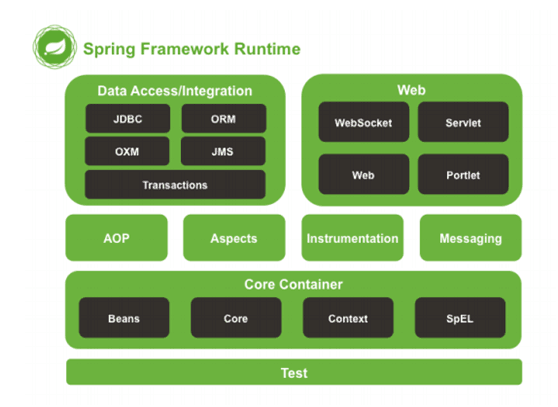 Spring Framework Runtime
Data Access/Integration
JDBC
ORM
OXM
JMS
Transactions
Web
WebSocket
Servlet
Web
Portlet
AOP
Aspects
Instrumentation
Messaging
Core Container
Beans
Core
Context
SpEL
Test